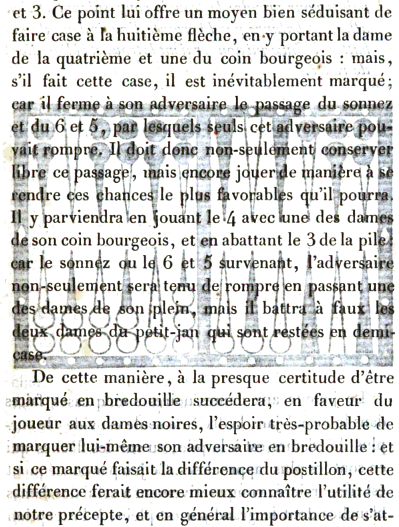 et 3. Ce point lui offre un moyen bien séduisant de
faire case à la huitième flèche, en y portant la dame
de la quatrième et une du coin bourgeois : mais,
s'il fait cette case, il est inévitablement marqué;
car il ferme à son adversaire le passage du sonnez
et du 6 et 5, par lesquels seuls cet adversaire pou-
vait rompre. Il doit donc non-seulement conserver
libre ce passage, mais encore jouer de manière à se
rendre ces chances le plus favorables qu'il pourra.
Il y parviendra en jouant le 4 avec une des dames
de son coin bourgeois, et en abattant le 3 de la pile:
car le sonnez ou le 6 et 5 survenant, l'adversaire
non-seulement sera tenu de rompre en passant une
des dames de son plein, mais il battra à faux les
deux dames du petit-jan qui sont restées en demi-
case.
De cette manière, à la presque certitude d'être
marqué en bredouille succédera, en faveur du
joueur aux dames noires, l'espoir très-probable de
marquer lui-même son adversaire en bredouille : et
si ce marqué faisait la différence du postillon, cette
différence ferait encore mieux connaître l'utilité de
notre précepte, et en général l'importance de s'at-